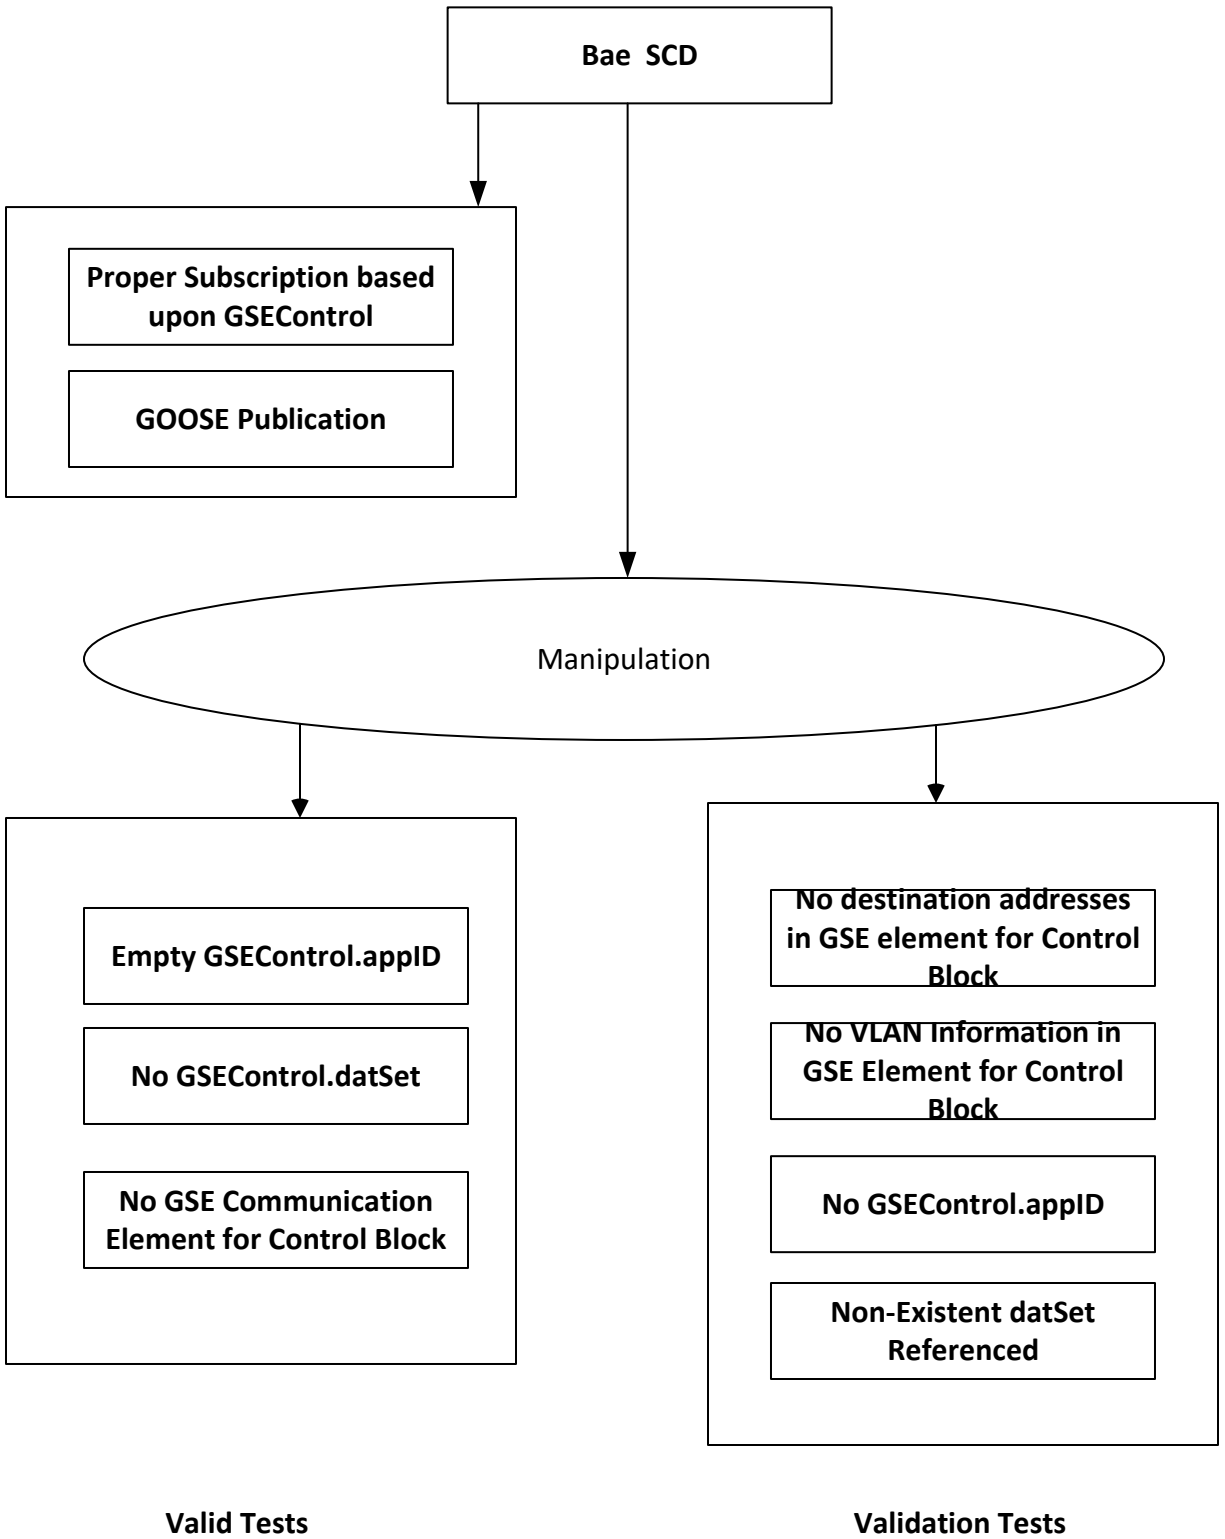 Bae SCD
Proper Subscription based
upon GSEControl
GOOSE Publication
Manipulation
Empty GSEControl.appID
No GSEControl.datSet
No GSE Communication
Element for Control Block
No destination addresses
in GSE element for Control
Block
No VLAN Information in
GSE Element for Control
Block
No GSEControl.appID
Non-Existent datSet
Referenced
Valid Tests
Validation Tests